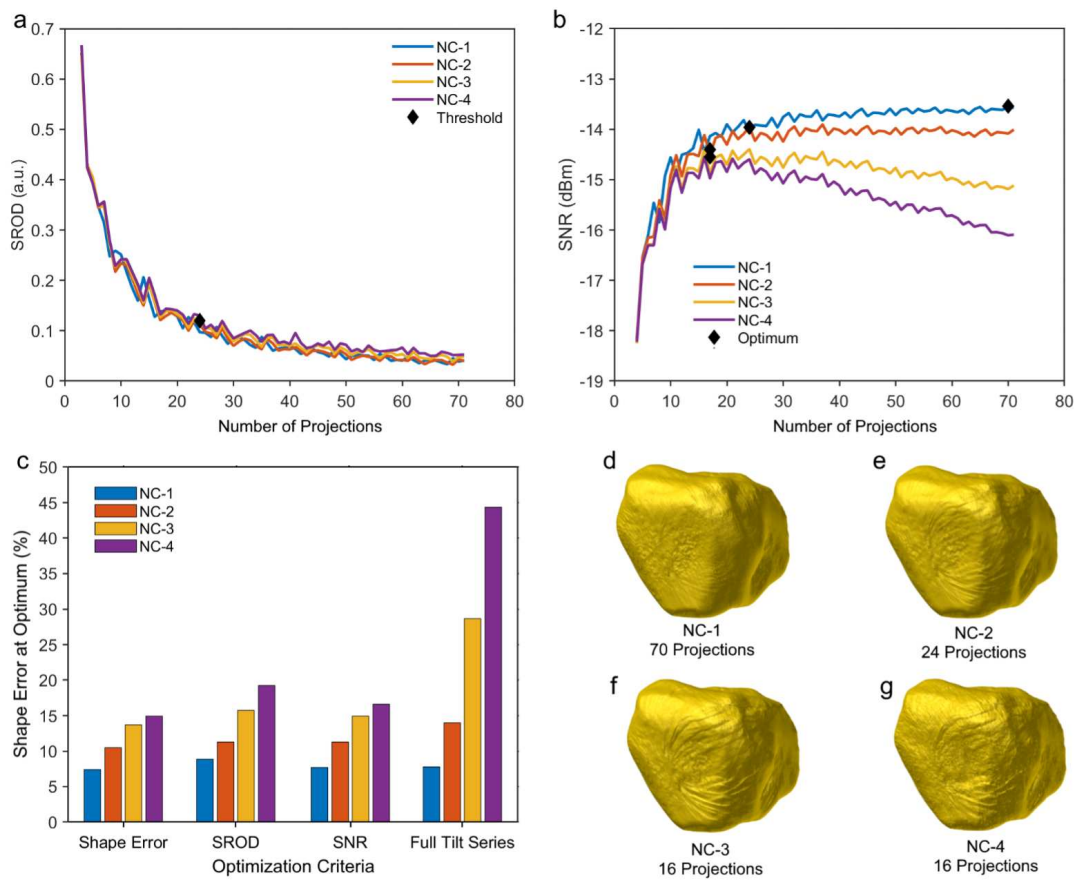 a
0.7
0.6
0.5
0.4
0.3
0.2
0.1
0
SROD (a.u.)
0 10 20 30 40 50 60 70 80
Number of Projections
NC-1
NC-2
NC-3
NC-4
Threshold
b
-12
-13
-14
-15
-16
-17
-18
-19
SNR (dBm)
0 10 20 30 40 50 60 70 80
Number of Projections
NC-1
NC-2
NC-3
NC-4
Optimum
c
50
45
40
35
30
25
20
15
10
5
0
Shape Error at Optimum (%)
NC-1
NC-2
NC-3
NC-4
Shape Error SROD SNR Full Tilt Series
Optimization Criteria
d
NC-1
70 Projections
e
NC-2
24 Projections
f
NC-3
16 Projections
g
NC-4
16 Projections